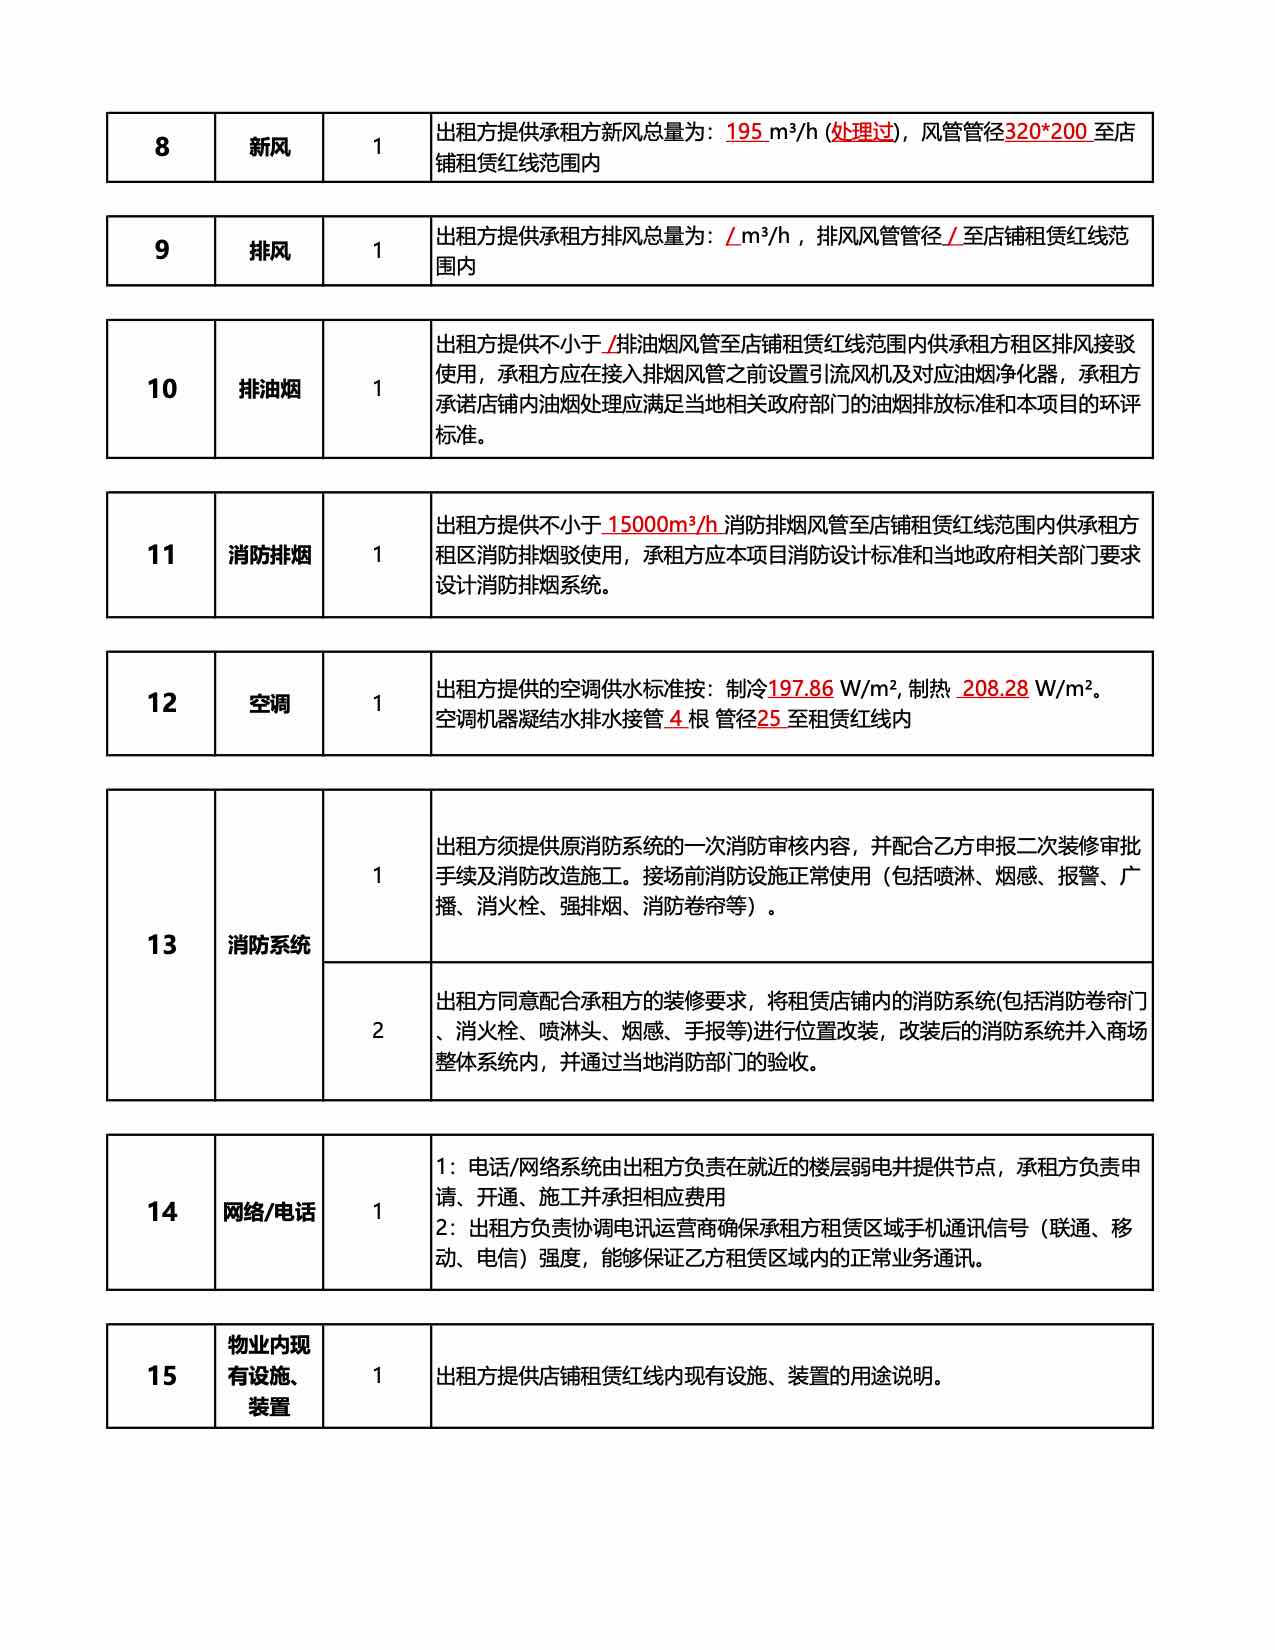 8
新风
1
出租方提供承租方新风总量为：195 m³/h (处理过)，风管管径320*200 至店
铺租赁红线范围内
9
排风
1
出租方提供承租方排风总量为：/ m³/h ，排风风管管径 / 至店铺租赁红线范
围内
10
排油烟
1
出租方提供不小于 /排油烟风管至店铺租赁红线范围内供承租方租区排风接驳
使用，承租方应在接入排烟风管之前设置引流风机及对应油烟净化器，承租方
承诺店铺内油烟处理应满足当地相关政府部门的油烟排放标准和本项目的环评
标准。
11
消防排烟
1
出租方提供不小于 15000m³/h 消防排烟风管至店铺租赁红线范围内供承租方
租区消防排烟驳使用，承租方应本项目消防设计标准和当地政府相关部门要求
设计消防排烟系统。
12
空调
1
出租方提供的空调供水标准按：制冷197.86 W/m², 制热 208.28 W/m²。
空调机器凝结水排水接管 4 根 管径25 至租赁红线内
13
消防系统
1
出租方须提供原消防系统的一次消防审核内容，并配合乙方申报二次装修审批
手续及消防改造施工。接场前消防设施正常使用（包括喷淋、烟感、报警、广
播、消火栓、强排烟、消防卷帘等）。
2
出租方同意配合承租方的装修要求，将租赁店铺内的消防系统(包括消防卷帘门
、消火栓、喷淋头、烟感、手报等)进行位置改装，改装后的消防系统并入商场
整体系统内，并通过当地消防部门的验收。
14
网络/电话
1
1：电话/网络系统由出租方负责在就近的楼层弱电井提供节点，承租方负责申
请、开通、施工并承担相应费用
2：出租方负责协调电讯运营商确保承租方租赁区域手机通讯信号（联通、移
动、电信）强度，能够保证乙方租赁区域内的正常业务通讯。
15
物业内现
有设施、
装置
1
出租方提供店铺租赁红线内现有设施、装置的用途说明。